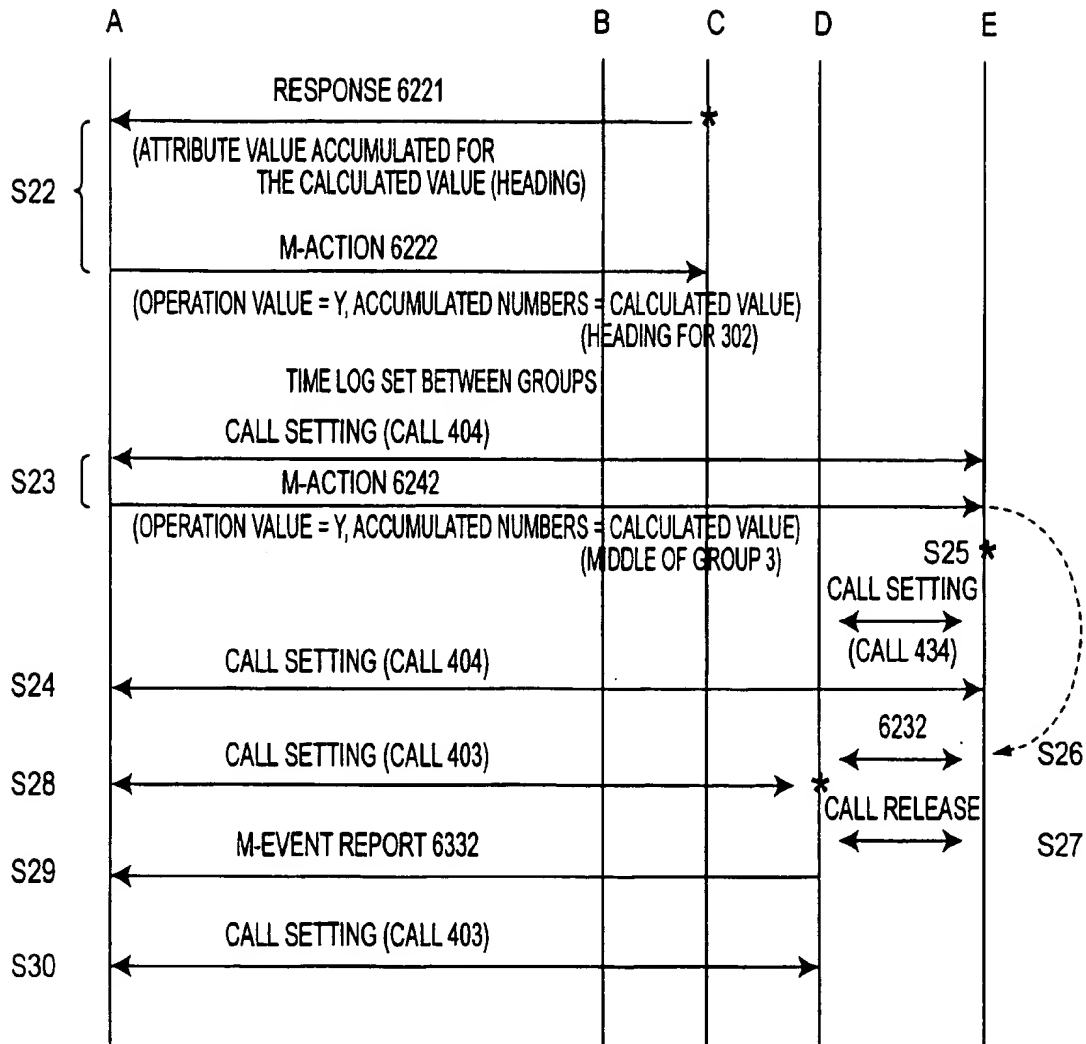 A B C D E
RESPONSE 6221
*
(ATTRIBUTE VALUE ACCUMULATED FOR
THE CALCULATED VALUE (HEADING)
S22
M-ACTION 6222
(OPERATION VALUE = Y, ACCUMULATED NUMBERS = CALCULATED VALUE)
(HEADING FOR 302)
TIME LOG SET BETWEEN GROUPS
CALL SETTING (CALL 404)
S23
M-ACTION 6242
(OPERATION VALUE = Y, ACCUMULATED NUMBERS = CALCULATED VALUE)
(MIDDLE OF GROUP 3)
S25 *
CALL SETTING
(CALL 434)
CALL SETTING (CALL 404)
S24
6232
S26
CALL SETTING (CALL 403)
S28
*
CALL RELEASE
S27
M-EVENT REPORT 6332
S29
CALL SETTING (CALL 403)
S30